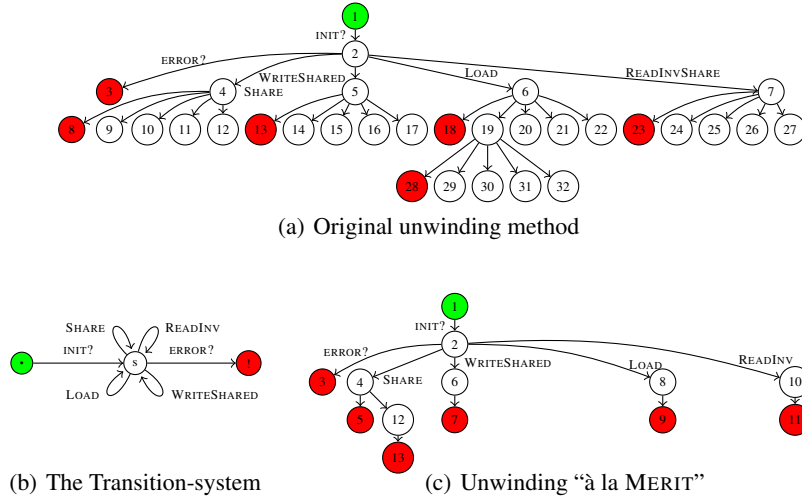 1
INIT?
2
ERROR? WRITESHARED LOAD READINVSHARE
3 4 SHARE 5 6 7
8 9 10 11 12 13 14 15 16 17 18 19 20 21 22 23 24 25 26 27
28 29 30 31 32
(a) Original unwinding method
SHARE READINV
INIT? s ERROR? !
LOAD WRITESHARED
(b) The Transition-system
1
INIT?
2
ERROR? WRITESHARED LOAD READINV
3 4 SHARE 6 8 10
5 12 7 9 11
13
(c) Unwinding “à la MERIT”